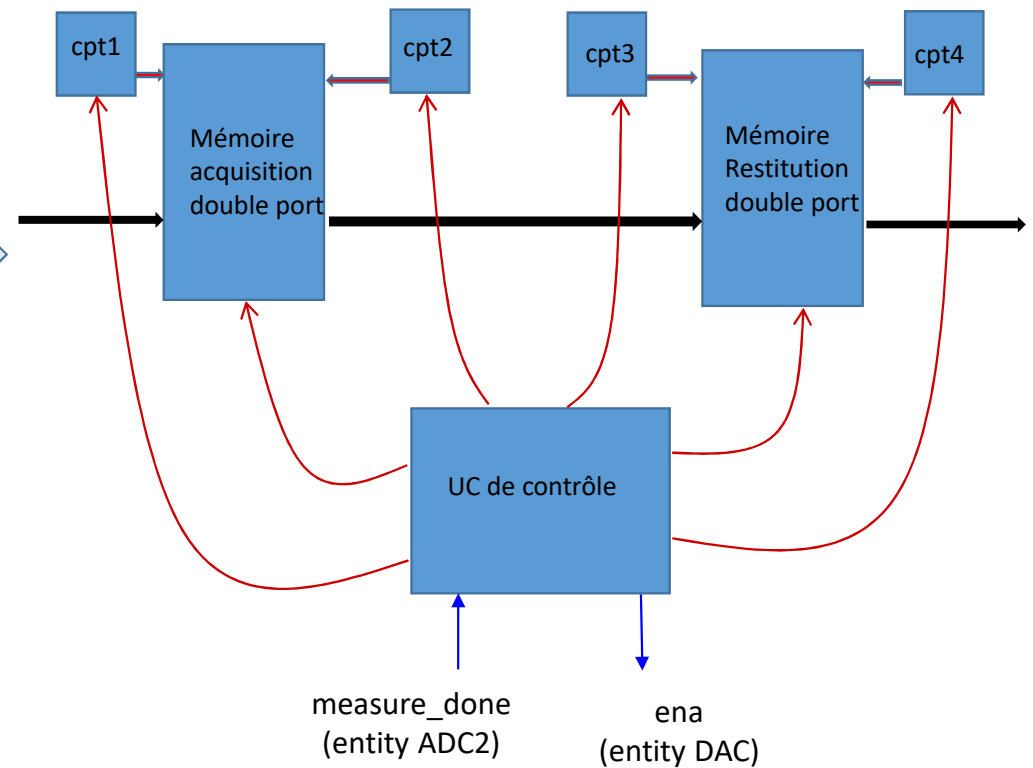 cpt1
cpt2
cpt3
cpt4
Mémoire
acquisition
double port
Mémoire
Restitution
double port
UC de contrôle
measure_done
(entity ADC2)
ena
(entity DAC)